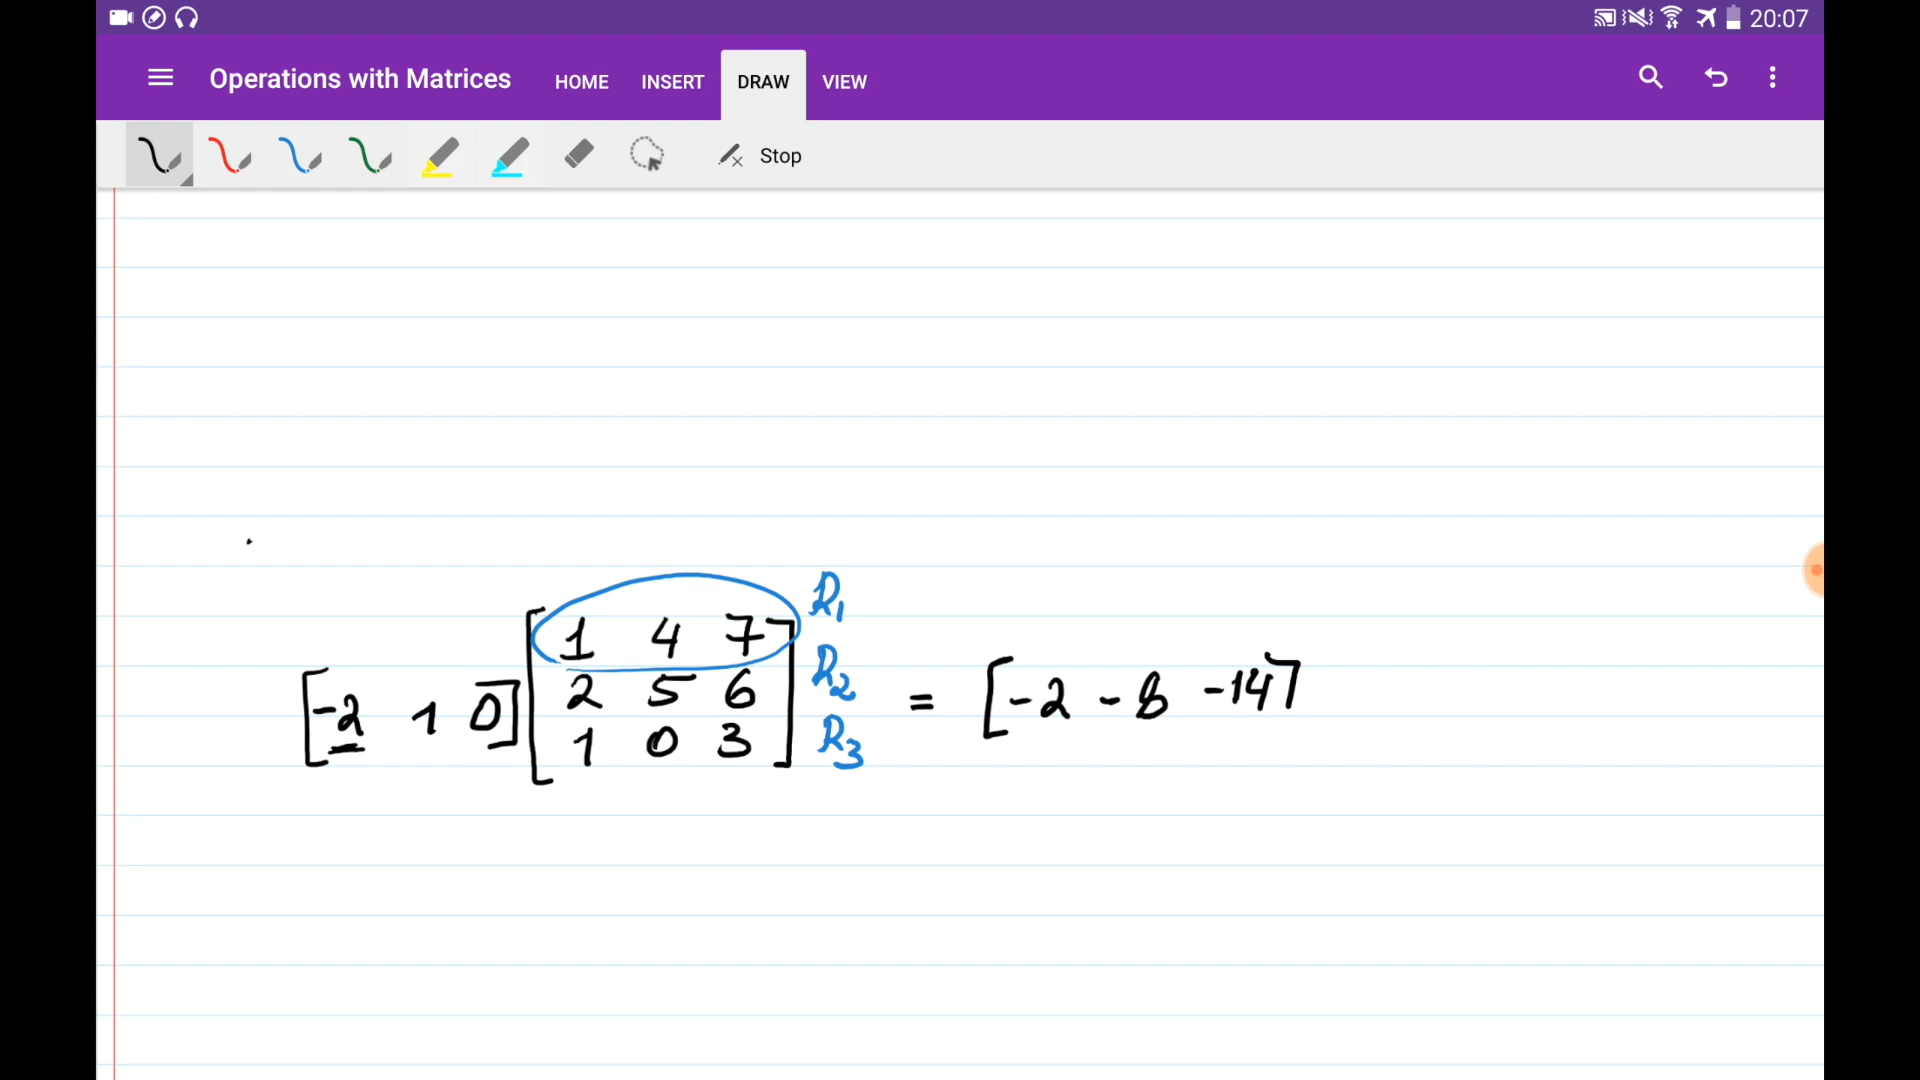 20:07
Operations with Matrices HOME INSERT DRAW VIEW
Stop
[-2 1 0] [1 4 7 R1
2 5 6 R2
1 0 3] R3
= [-2 -8 -14]